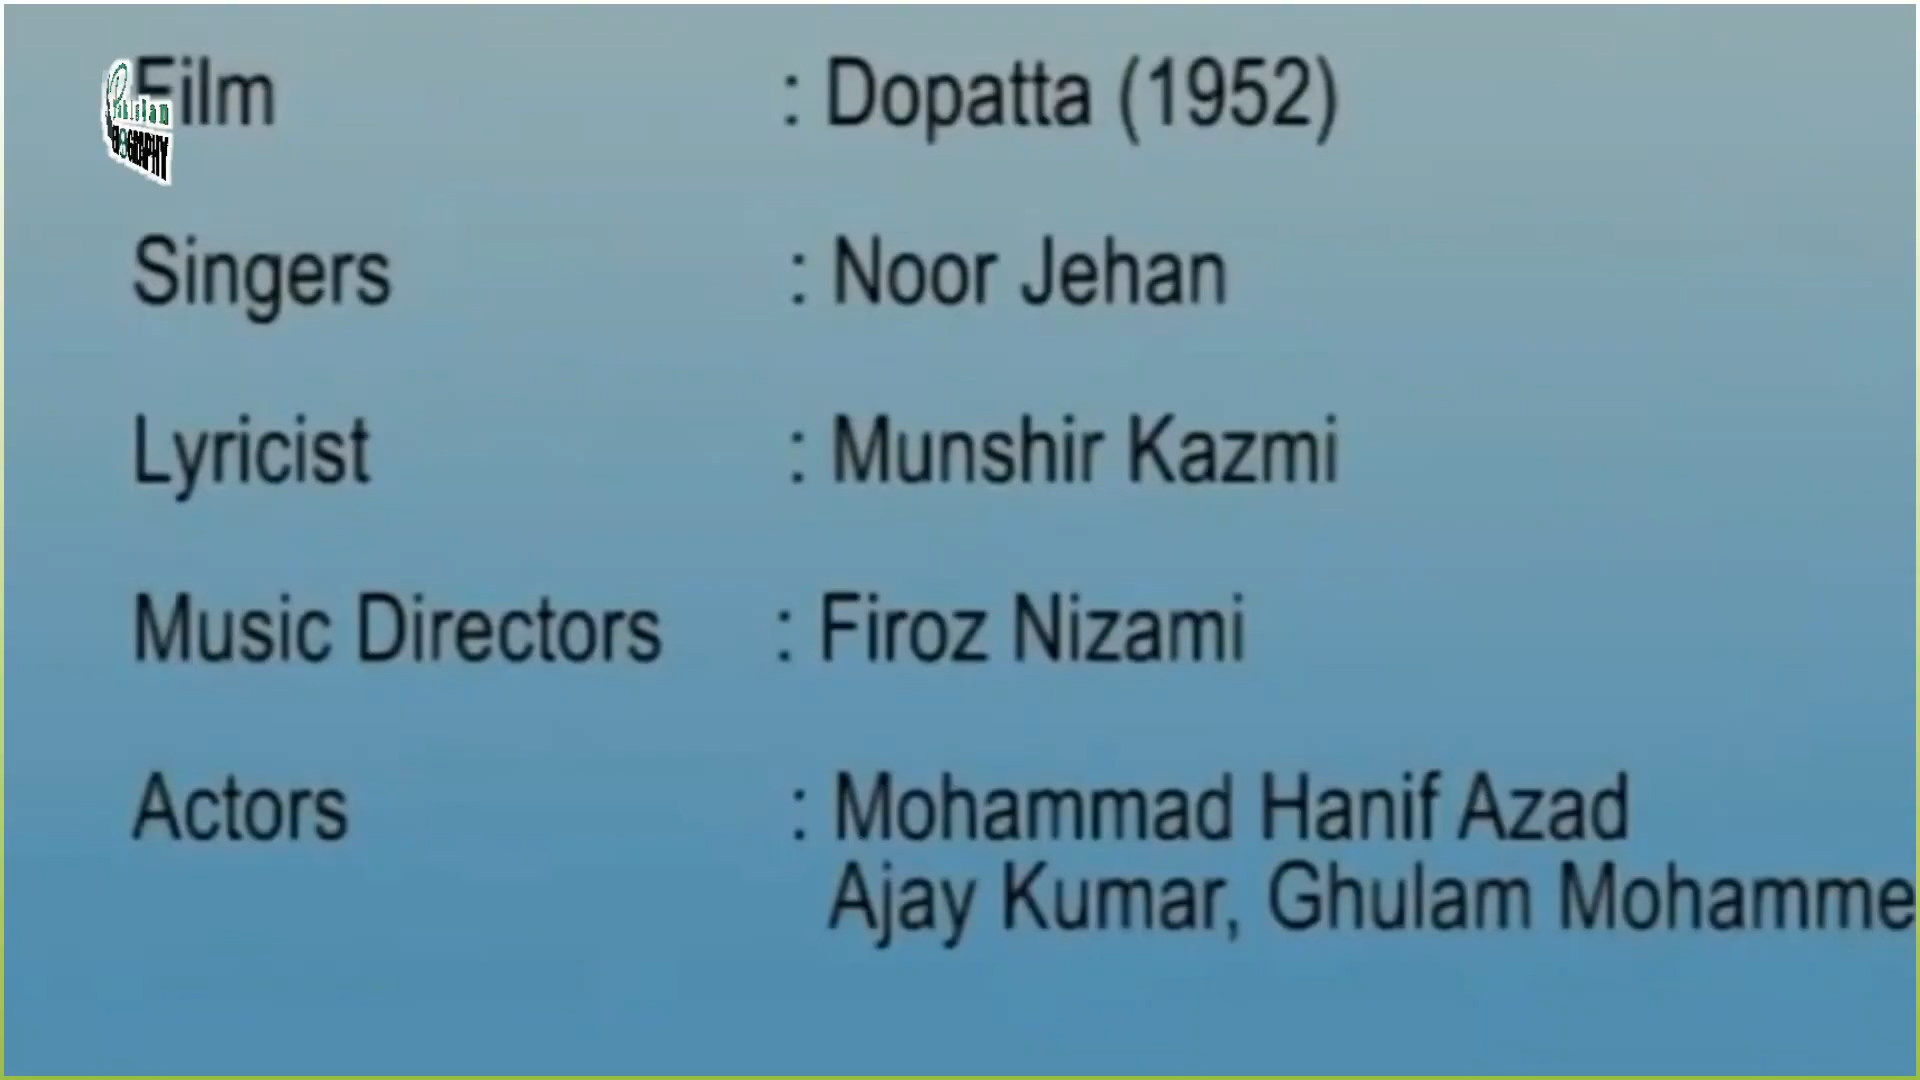 Film : Dopatta (1952)
Singers : Noor Jehan
Lyricist : Munshir Kazmi
Music Directors : Firoz Nizami
Actors : Mohammad Hanif Azad
Ajay Kumar, Ghulam Mohamme